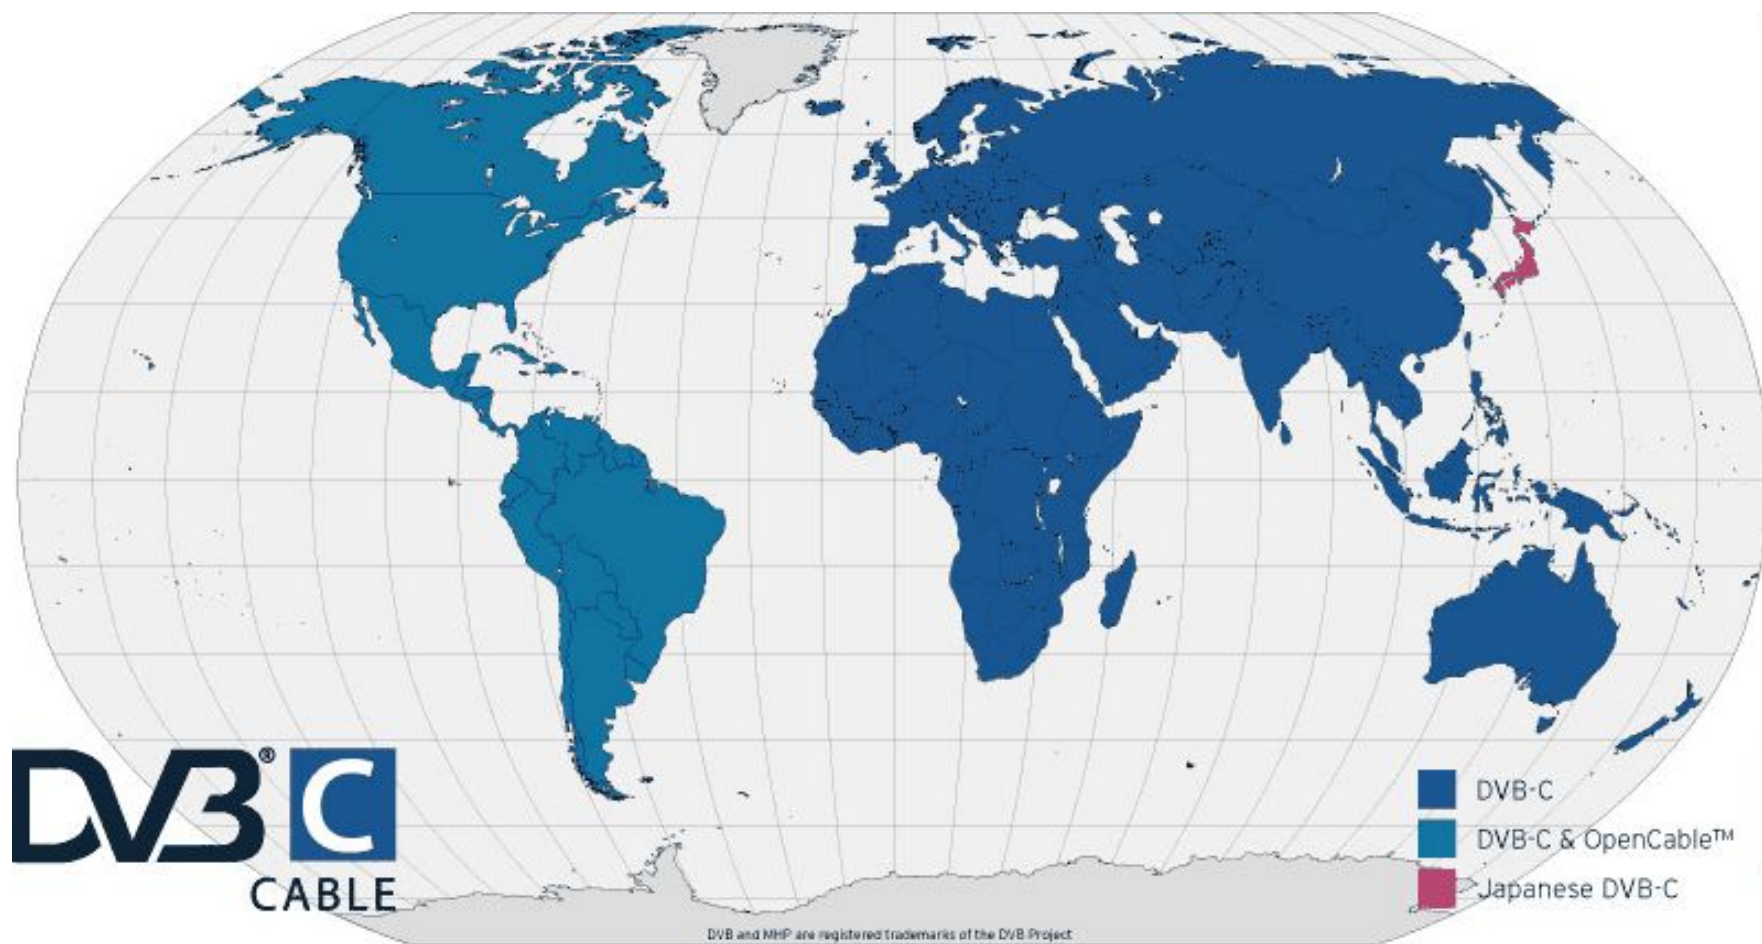 DVB® C
CABLE
DVB-C
DVB-C & OpenCable™
Japanese DVB-C
DVB and MHP are registered trademarks of the DVB Project